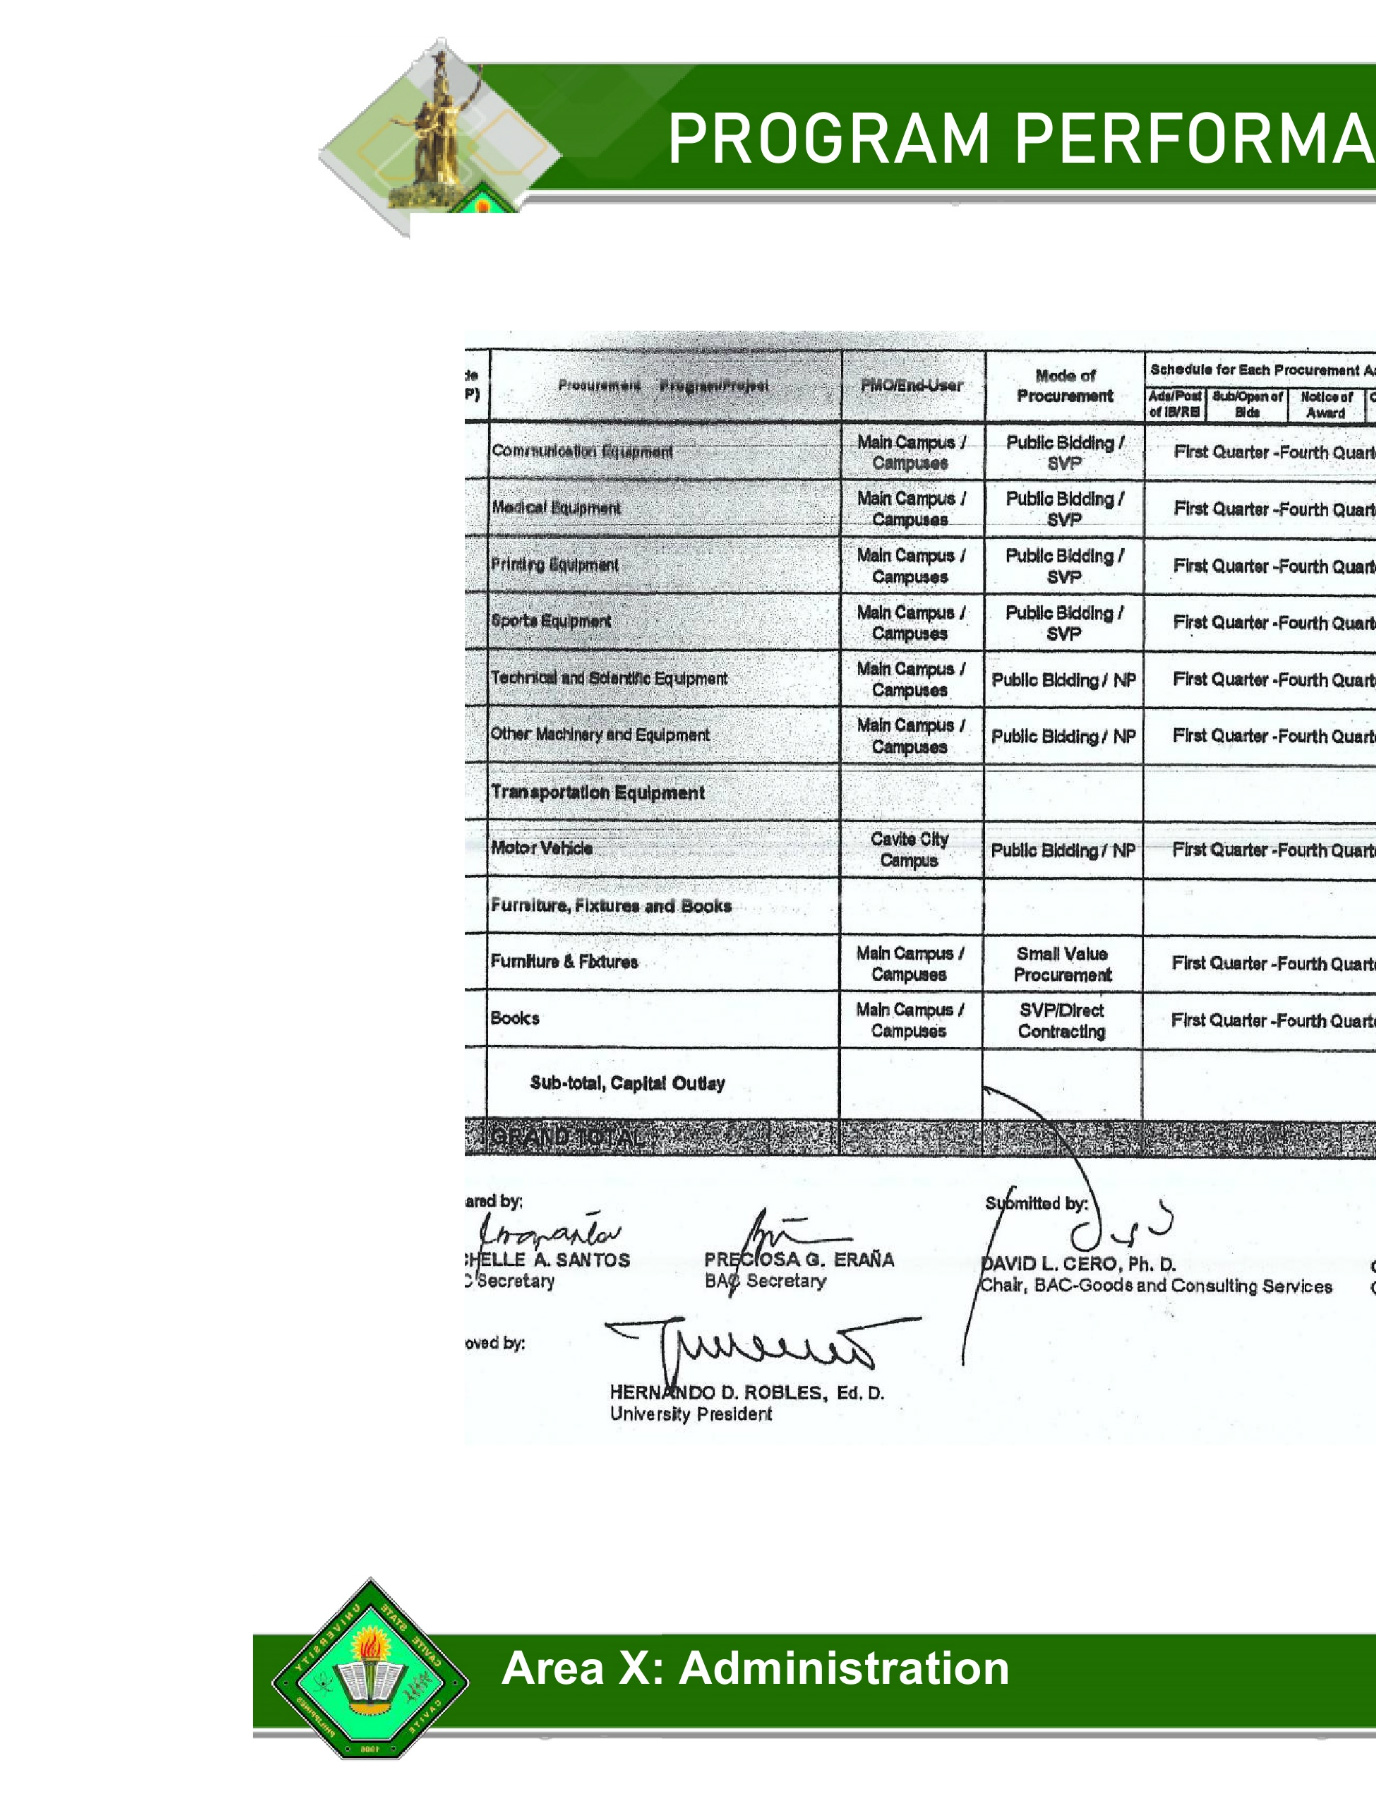 PROGRAM PERFORMA
de
P)
Procurement Program/Project
PMO/End-User
Mode of
Procurement
Schedule for Each Procurement A
Ads/Post
of IB/REI
Sub/Open of
Bids
Notice of
Award
Communication Equipment
Main Campus /
Campuses
Public Bidding /
SVP
First Quarter -Fourth Quart
Medical Equipment
Main Campus /
Campuses
Public Bidding /
SVP
First Quarter -Fourth Quart
Printing Equipment
Main Campus /
Campuses
Public Bidding /
SVP
First Quarter -Fourth Quart
Sports Equipment
Main Campus /
Campuses
Public Bidding /
SVP
First Quarter -Fourth Quart
Technical and Scientific Equipment
Main Campus /
Campuses
Public Bidding / NP
First Quarter -Fourth Quart
Other Machinery and Equipment
Main Campus /
Campuses
Public Bidding / NP
First Quarter -Fourth Quart
Transportation Equipment
Motor Vehicle
Cavite City
Campus
Public Bidding / NP
First Quarter -Fourth Quart
Furniture, Fixtures and Books
Furniture & Fixtures
Main Campus /
Campuses
Small Value
Procurement
First Quarter -Fourth Quart
Books
Main Campus /
Campuses
SVP/Direct
Contracting
First Quarter -Fourth Quart
Sub-total, Capital Outlay
GRAND TOTAL
ared by:
Submitted by:
CHELLE A. SANTOS
PRECIOSA G. ERAÑA
DAVID L. CERO, Ph. D.
C Secretary
BAC Secretary
Chair, BAC-Goods and Consulting Services
oved by:
HERNANDO D. ROBLES, Ed. D.
University President
CAVITE STATE UNIVERSITY
CAVITE
PHILIPPINES
1906
Area X: Administration